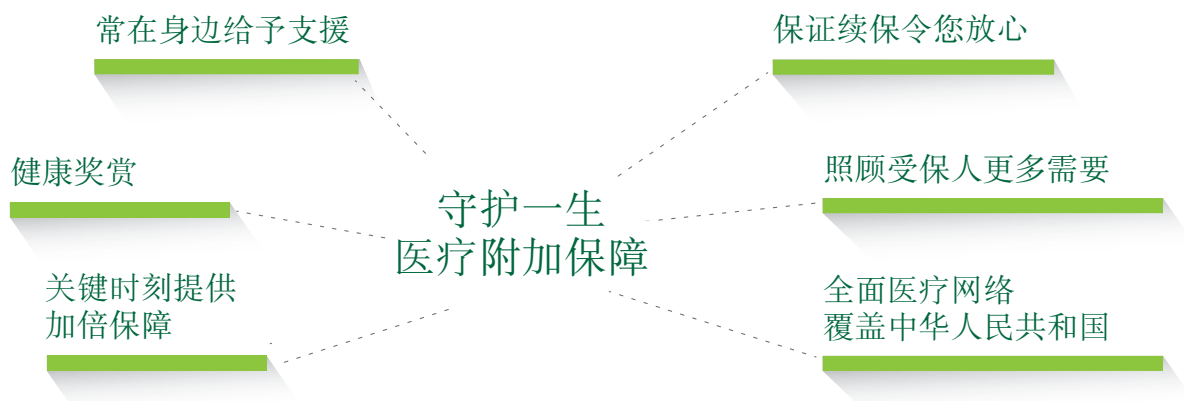 常在身边给予支援
保证续保令您放心
健康奖赏
照顾受保人更多需要
守护一生
医疗附加保障
关键时刻提供
加倍保障
全面医疗网络
覆盖中华人民共和国